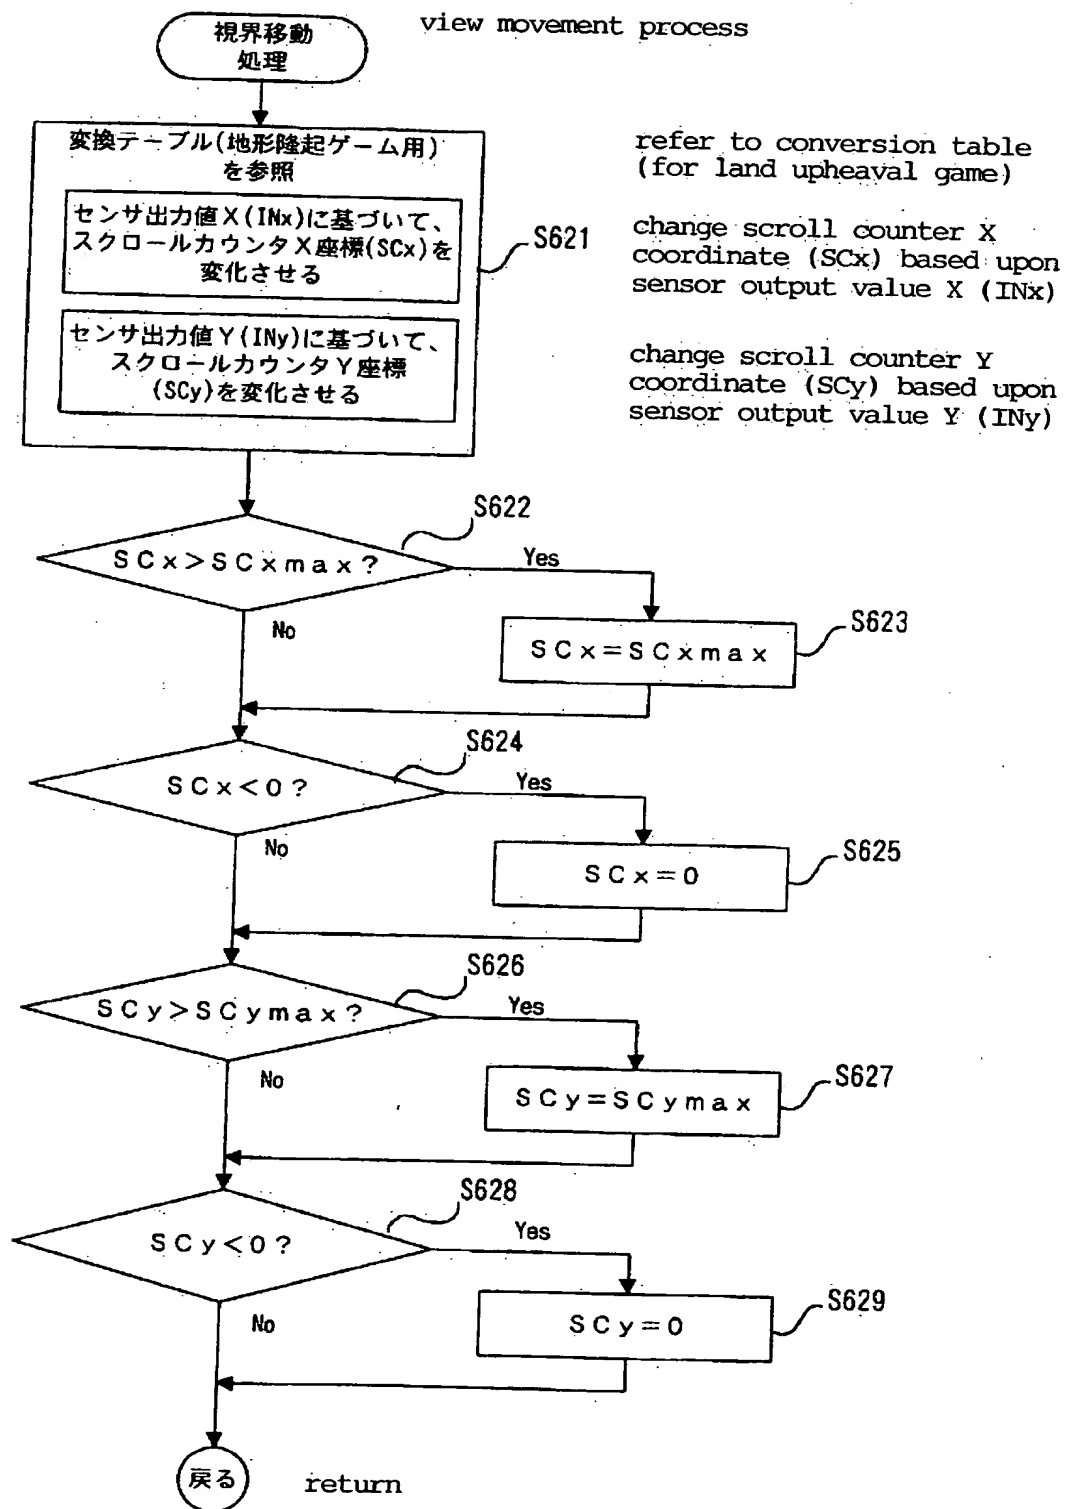 view movement process
視界移動
処理
変換テーブル(地形隆起ゲーム用)
を参照
refer to conversion table
(for land upheaval game)
センサ出力値X(INx)に基づいて、
スクロールカウンタX座標(SCx)を
変化させる
S621
change scroll counter X
coordinate (SCx) based upon
sensor output value X (INx)
センサ出力値Y(INy)に基づいて、
スクロールカウンタY座標
(SCy)を変化させる
change scroll counter Y
coordinate (SCy) based upon
sensor output value Y (INy)
S622
SCx>SCxmax?
Yes
No
S623
SCx=SCxmax
S624
SCx<0?
Yes
No
S625
SCx=0
S626
SCy>SCymax?
Yes
No
S627
SCy=SCymax
S628
SCy<0?
Yes
No
S629
SCy=0
戻る
return